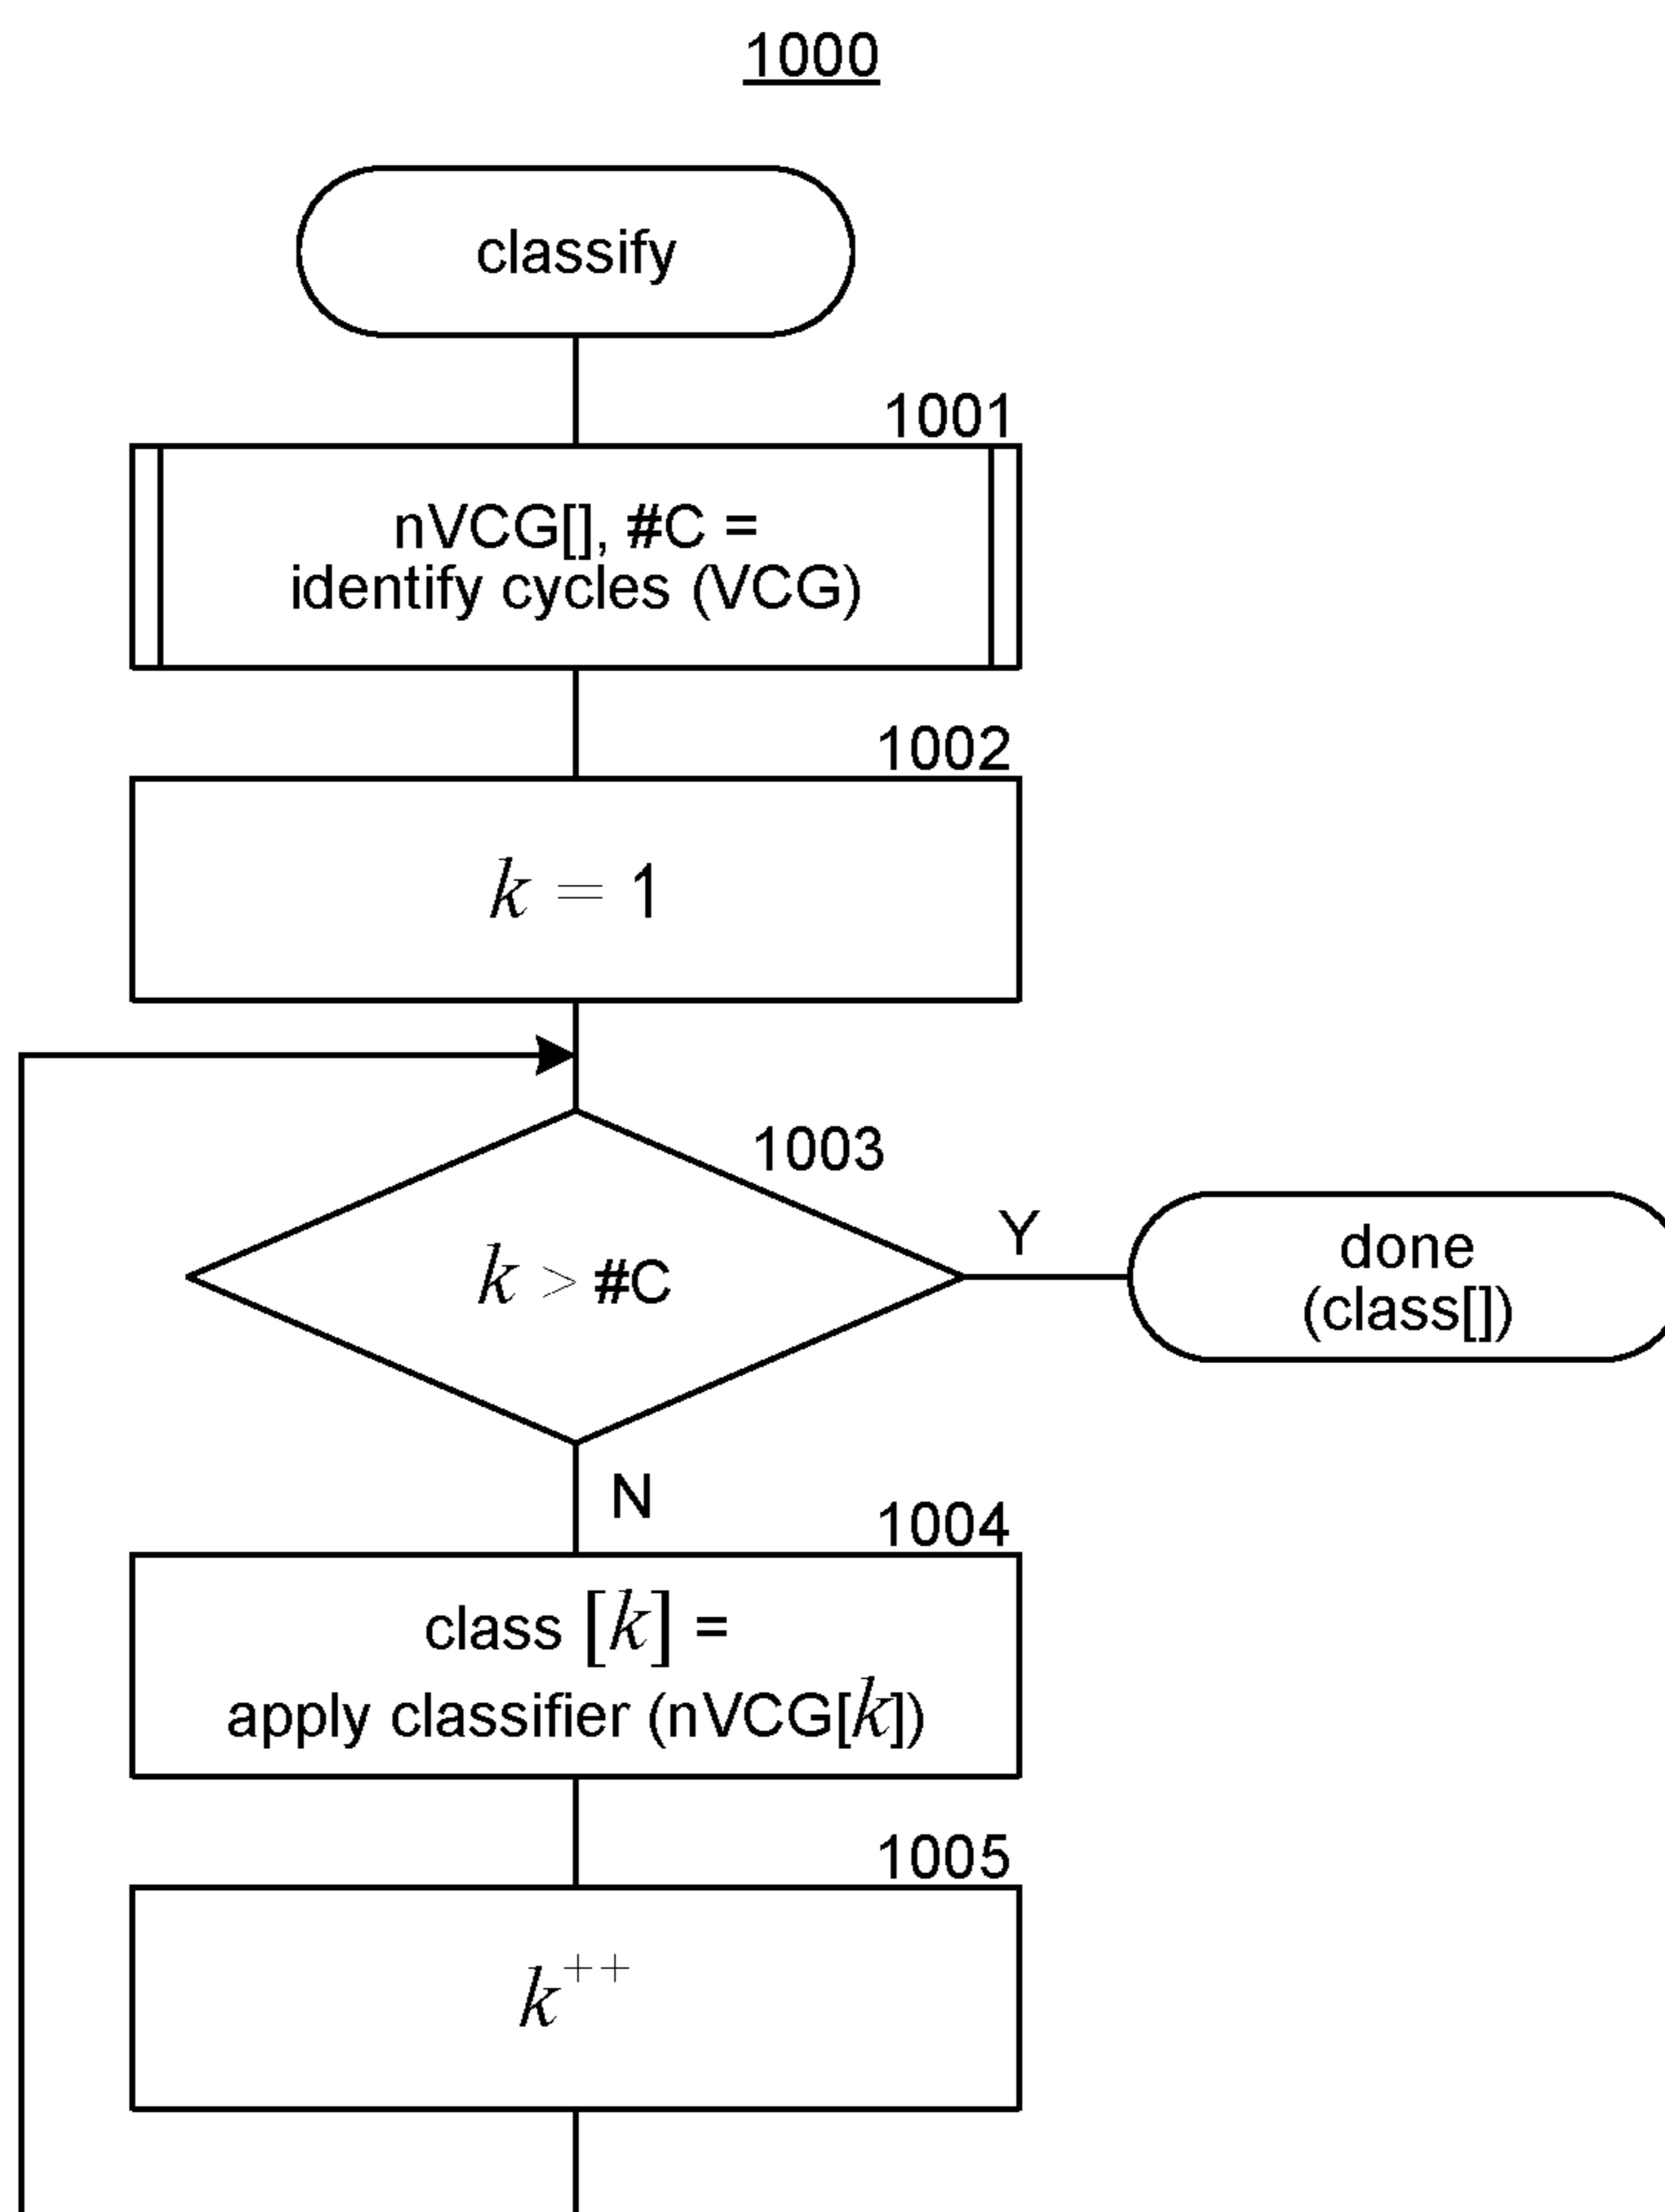 1000
classify
1001
nVCG[], #C =
identify cycles (VCG)
1002
k = 1
1003
k > #C
Y
done
(class[])
N
1004
class [k] =
apply classifier (nVCG[k])
1005
k++